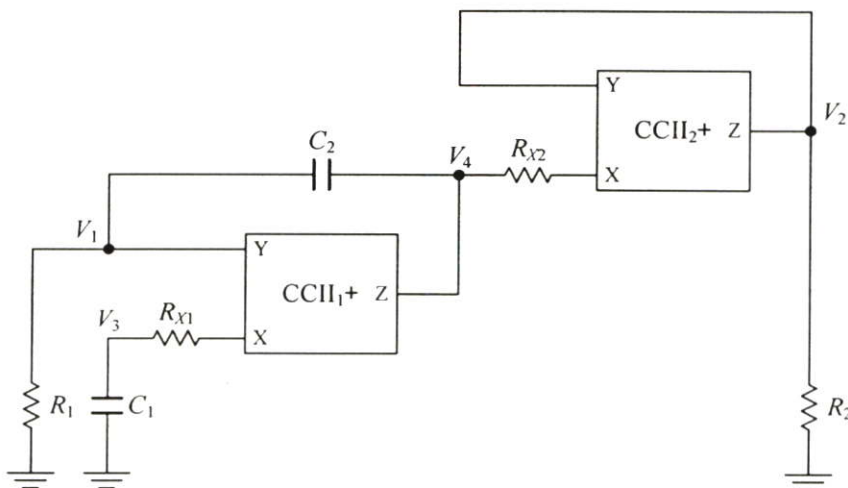 Y
CCII₂+
Z
V₂
X
C₂
V₄
R_X2
V₁
Y
CCII₁+
Z
V₃
R_X1
X
R₁
C₁
R₂